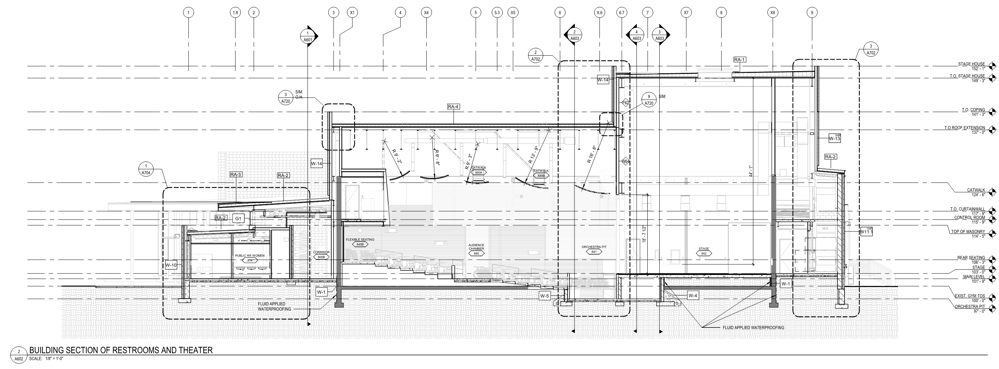 1
1.8
2
3
X1
4
X4
5
5.3
X5
6
X.6
6.7
7
X7
8
X8
9
1
A601
2
A603
4
A603
3
A603
2
A702
3
A702
RA-1
STAGE HOUSE
152' - 1"
T.O. STAGE HOUSE
149' - 3"
W-14
3
A720
SIM.
O.H.
9
A720
SIM
F62
RA-4
T.O. COPING
141' - 3"
T.O ROOF EXTENSION
137' - 0"
1HR
W-13
R 9' - 2"
R 9' - 8"
R 9' - 3"
R 13' - 9"
R 16' - 8"
RA-2
W-14
W64
1
A704
RA-3
RA-2
CATWALK
890A
CATWALK
890B
44' - 1"
CATWALK
124' - 6"
T.O. CURTAINWALL
117' - 9"
CONTROL ROOM
115' - 9"
RA-2
G1
18' - 7 1/2"
1HR
W11.1
TOP OF MASONRY
114' - 5"
FLEXIBLE SEATING
840B
AUDIENCE
CHAMBER
840
ORCHESTRA PIT
841
STAGE
842
CORRIDOR
800B
PUBLIC RR WOMEN
814
W-10
REAR SEATING
106' - 3"
STAGE
103' - 0"
MAIN LEVEL
101' - 9"
W-1
W-5
W-4
W-1
EXIST. GYM TOS
100' - 0"
ORCHESTRA PIT
97' - 0"
FLUID APPLIED
WATERPROOFING
FLUID APPLIED WATERPROOFING
2
A602
BUILDING SECTION OF RESTROOMS AND THEATER
SCALE: 1/8" = 1'-0"